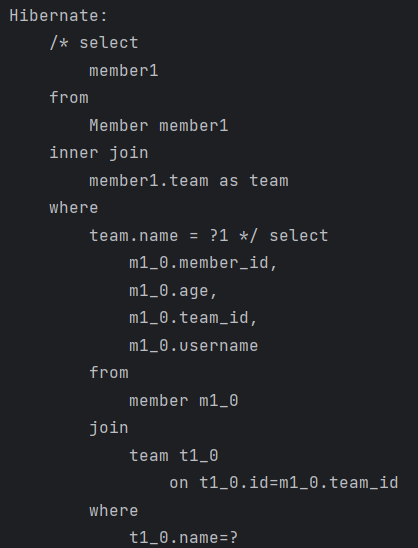 Hibernate:
    /* select
        member1
    from
        Member member1
    inner join
        member1.team as team
    where
        team.name = ?1 */ select
            m1_0.member_id,
            m1_0.age,
            m1_0.team_id,
            m1_0.username
        from
            member m1_0
        join
            team t1_0
                on t1_0.id=m1_0.team_id
        where
            t1_0.name=?